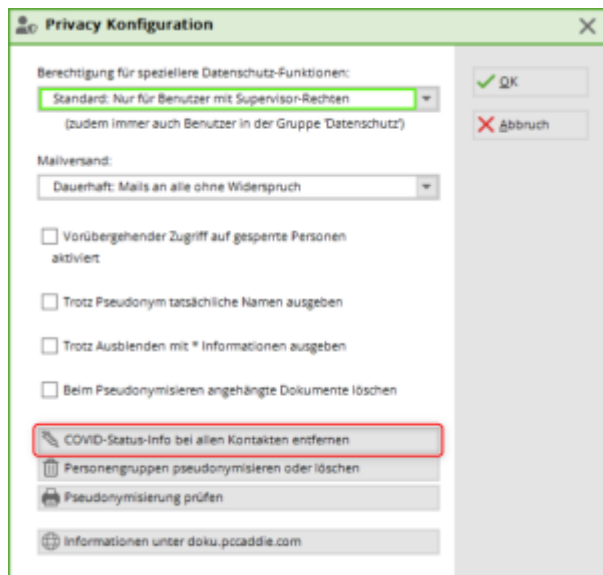 Privacy Konfiguration
Berechtigung für speziellere Datenschutz-Funktionen:
Standard: Nur für Benutzer mit Supervisor-Rechten
(zudem immer auch Benutzer in der Gruppe 'Datenschutz')
OK
Abbruch
Mailversand:
Dauerhaft: Mails an alle ohne Widerspruch
Vorübergehender Zugriff auf gesperrte Personen
aktiviert
Trotz Pseudonym tatsächliche Namen ausgeben
Trotz Ausblenden mit * Informationen ausgeben
Beim Pseudonymisieren angehängte Dokumente löschen
COVID-Status-Info bei allen Kontakten entfernen
Personengruppen pseudonymisieren oder löschen
Pseudonymisierung prüfen
Informationen unter doku.pccaddie.com